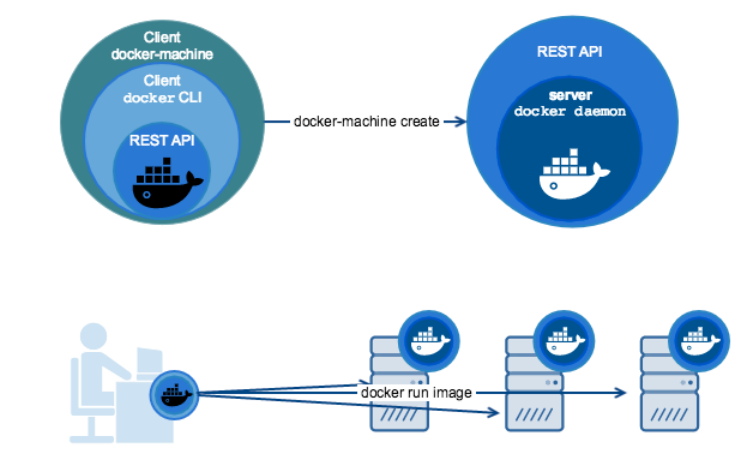 Client
docker-machine
Client
docker CLI
REST API
docker-machine create
REST API
server
docker daemon
docker run image